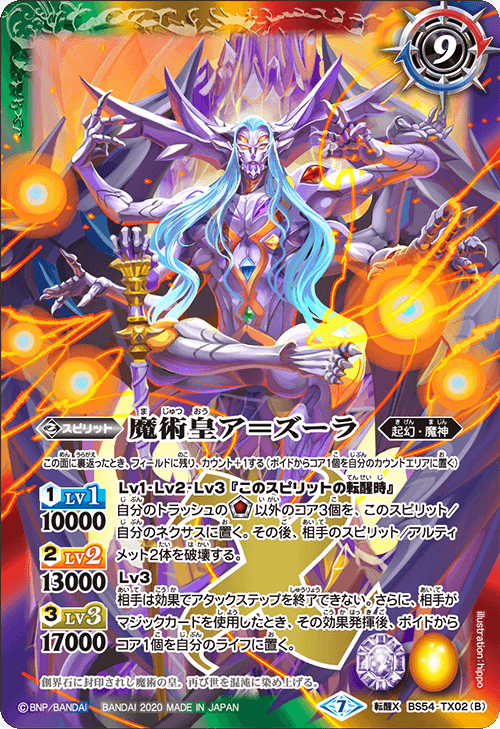 9
スピリット 魔術皇アズーラ 起幻・魔神
この面に裏返ったとき、フィールドに残り、カウント+1する(ボイドからコア1個を自分のカウントエリアに置く)
1 LV1
10000
2 LV2
13000
3 LV3
17000
Lv1・Lv2・Lv3『このスピリットの転醒時』
自分のトラッシュの以外のコア3個を、このスピリット/
自分のネクサスに置く。その後、相手のスピリット/アルティ
メット2体を破壊する。
Lv3
相手は効果でアタックステップを終了できない。さらに、相手が
マジックカードを使用したとき、その効果発揮後、ボイドから
コア1個を自分のライフに置く。
創界石に封印されし魔術の皇。再び世を混沌に染め上げる。
illustration:hippo
©BNP/BANDAI BANDAI 2020 MADE IN JAPAN 7 転醒X BS54-TX02(B)